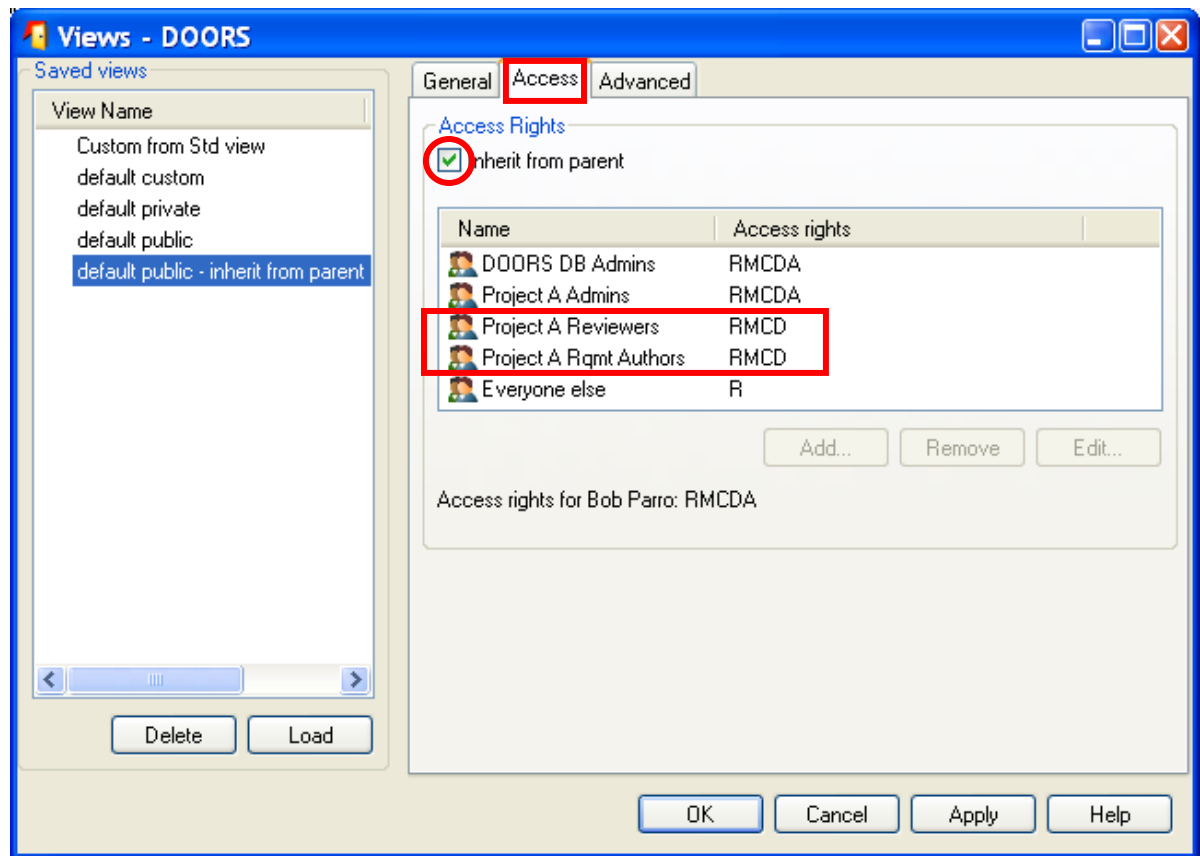 Views - DOORS
Saved views
View Name
Custom from Std view
default custom
default private
default public
default public - inherit from parent
Delete Load
General Access Advanced
Access Rights
Inherit from parent
Name Access rights
DOORS DB Admins RMCDA
Project A Admins RMCDA
Project A Reviewers RMCD
Project A Rqmt Authors RMCD
Everyone else R
Add... Remove Edit...
Access rights for Bob Parro: RMCDA
OK Cancel Apply Help